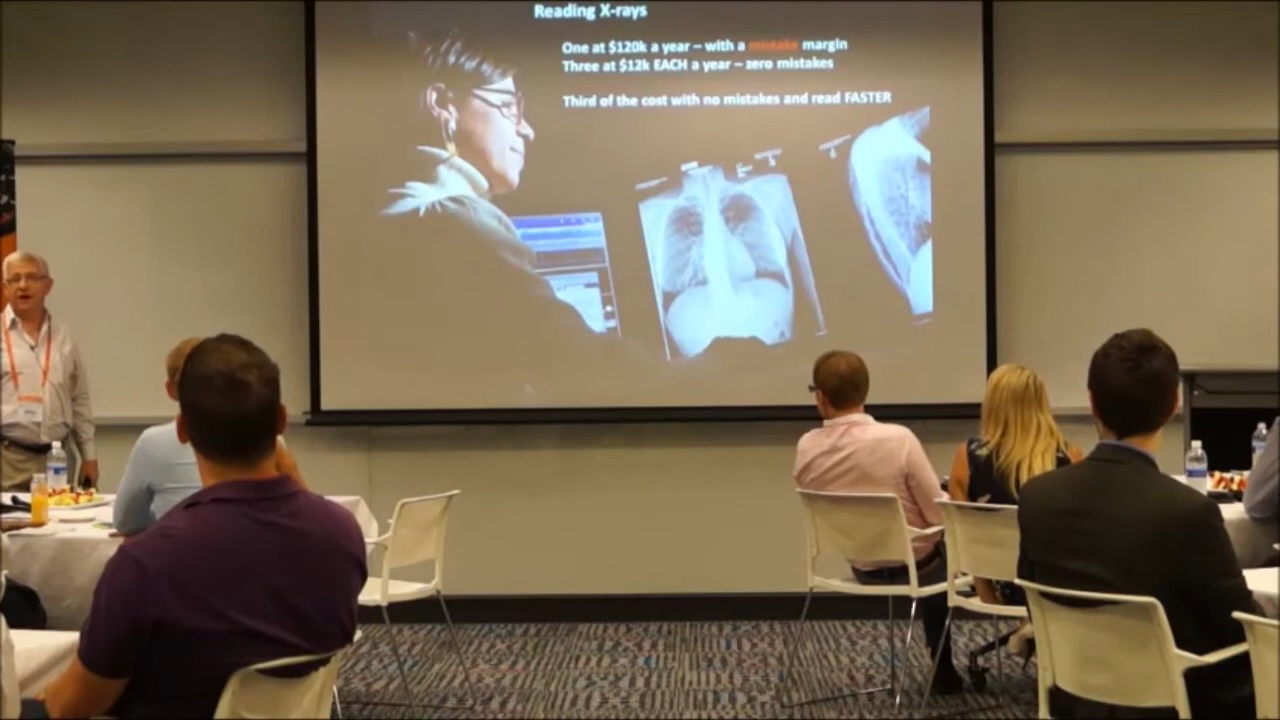 Reading X-rays
One at $120k a year – with a mistake margin
Three at $12k EACH a year – zero mistakes
Third of the cost with no mistakes and read FASTER